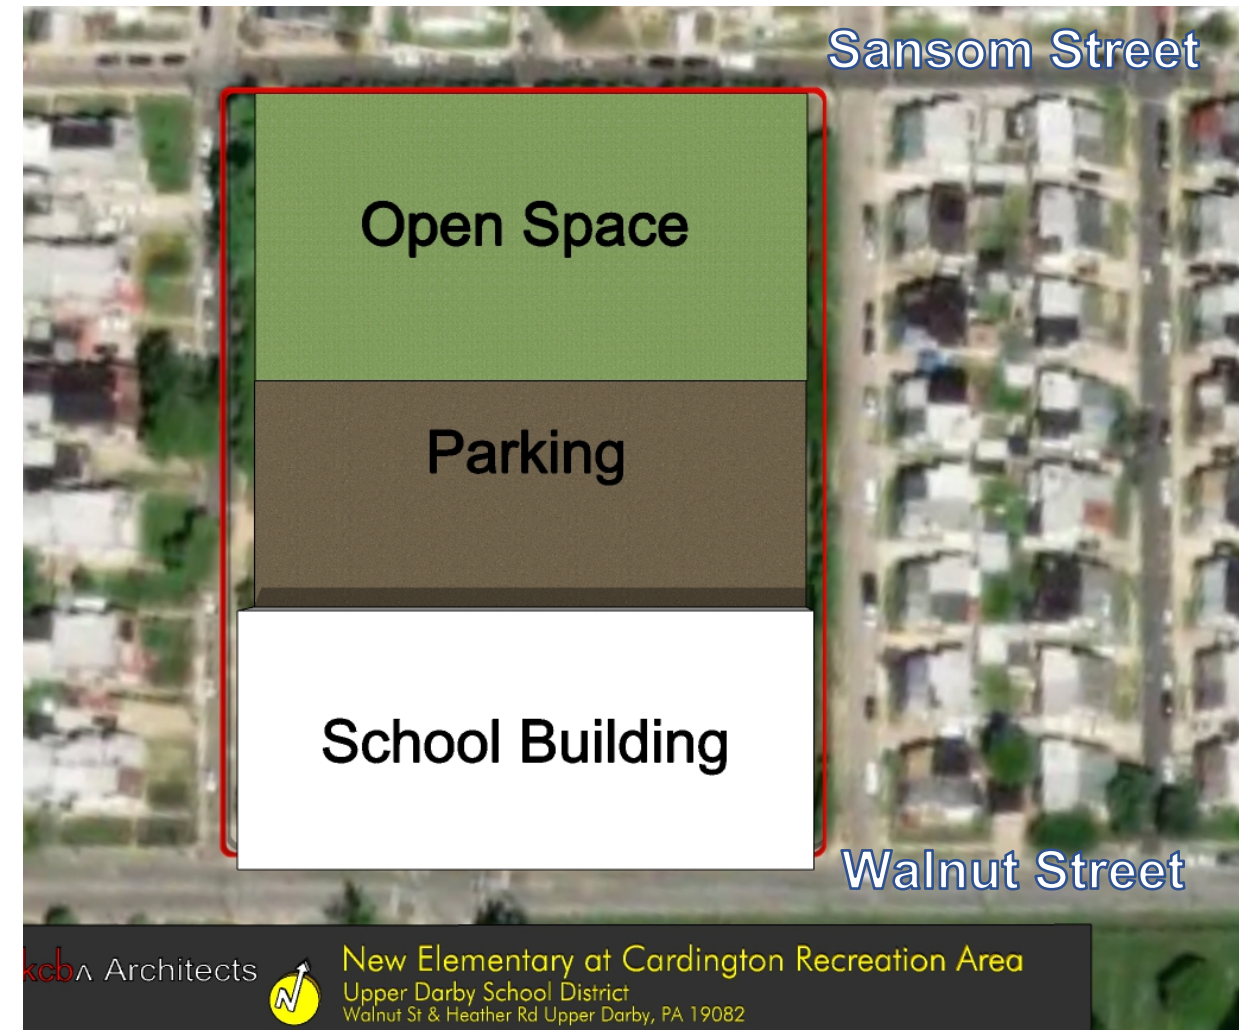 Sansom Street
Open Space
Parking
School Building
Walnut Street
kcbʌ Architects
N
New Elementary at Cardington Recreation Area
Upper Darby School District
Walnut St & Heather Rd Upper Darby, PA 19082